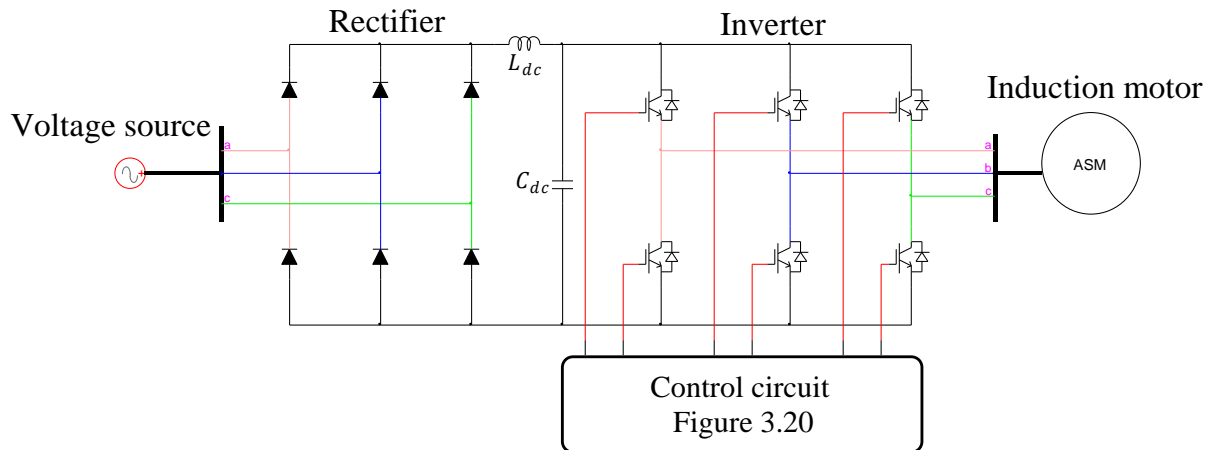 Rectifier
Inverter
L_dc
Induction motor
Voltage source
a
c
a
b
c
ASM
C_dc
Control circuit
Figure 3.20